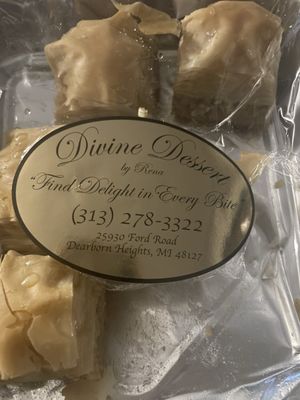 Divine Dessert
by Rena
"Find Delight in Every Bite"
(313) 278-3322
25930 Ford Road
Dearborn Heights, MI 48127